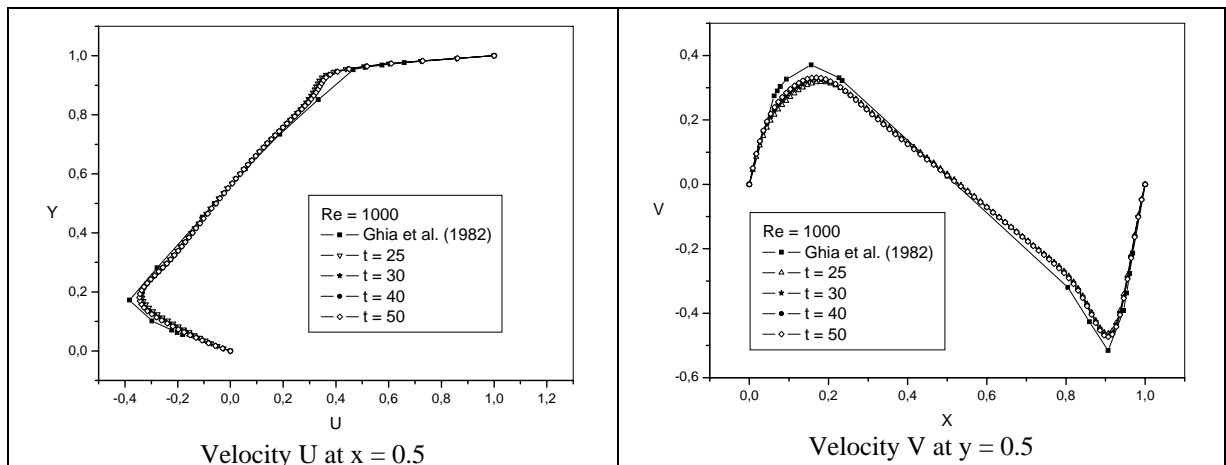 1,0
0,8
0,6
0,4
0,2
0,0
Y
Re = 1000
Ghia et al. (1982)
t = 25
t = 30
t = 40
t = 50
-0,4 -0,2 0,0 0,2 0,4 0,6 0,8 1,0 1,2
U
Velocity U at x = 0.5
0,4
0,2
0,0
-0,2
-0,4
-0,6
V
Re = 1000
Ghia et al. (1982)
t = 25
t = 30
t = 40
t = 50
0,0 0,2 0,4 0,6 0,8 1,0
X
Velocity V at y = 0.5